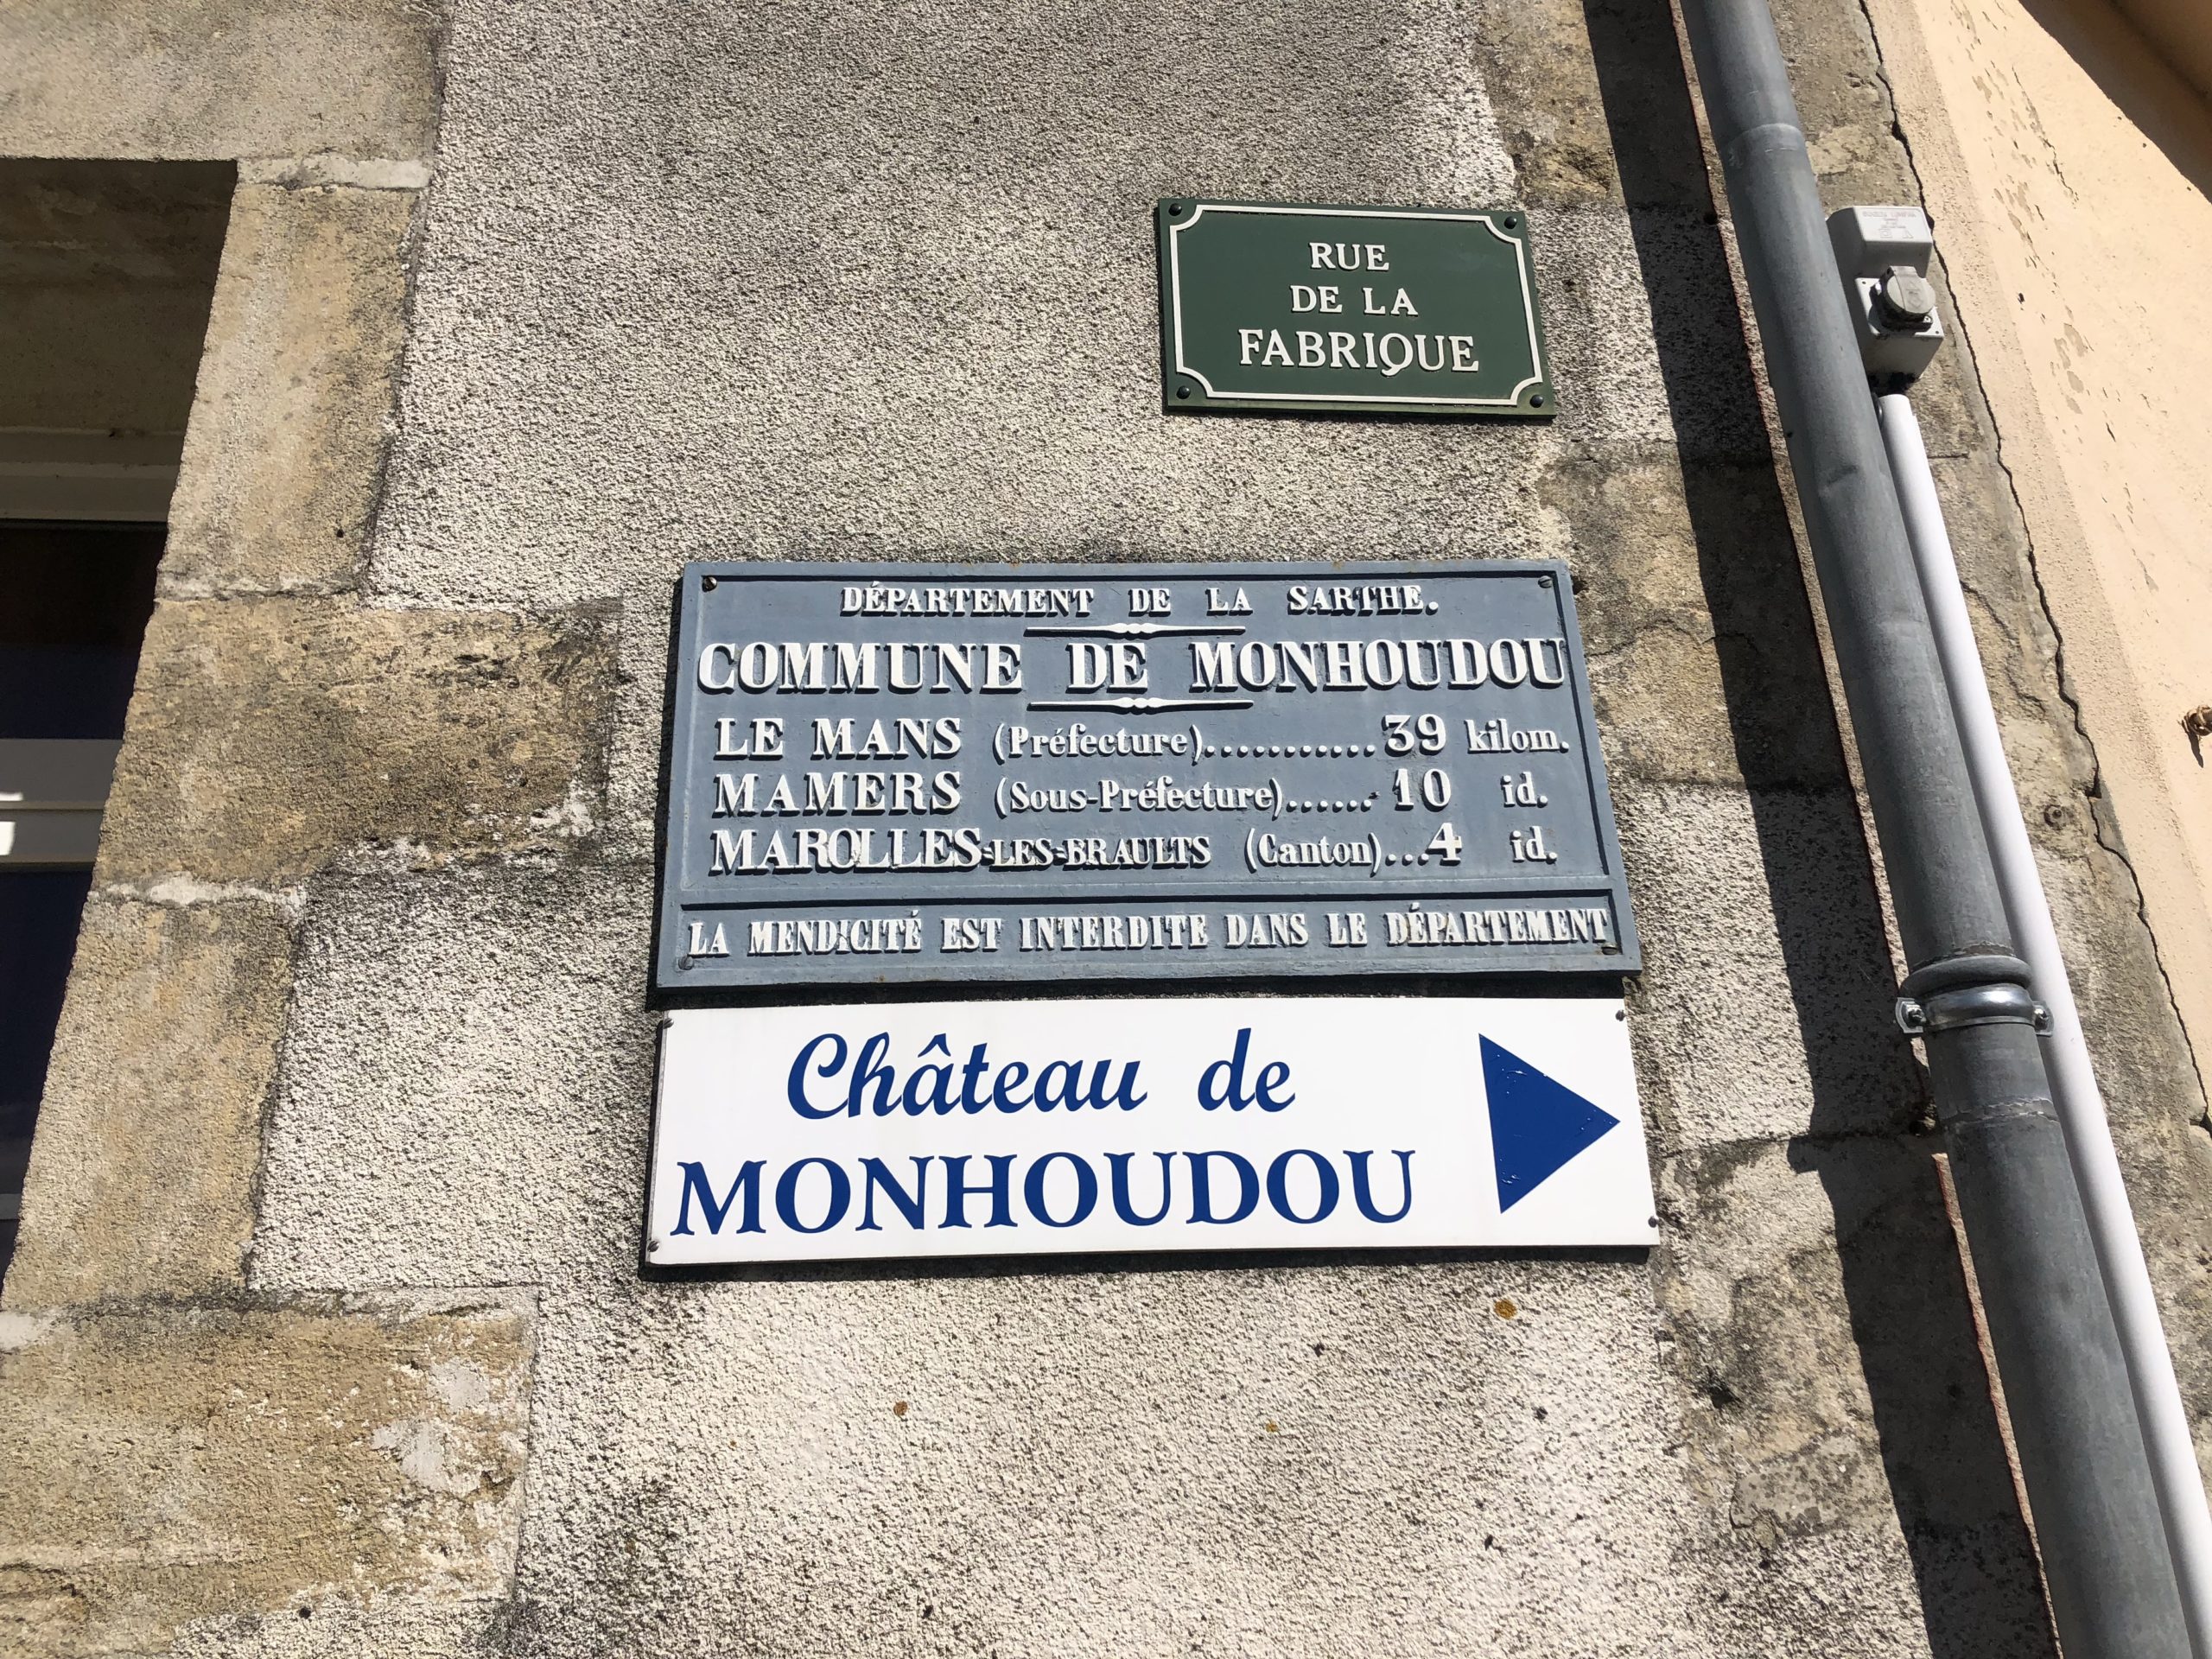 RUE
DE LA
FABRIQUE
DÉPARTEMENT DE LA SARTHE.
COMMUNE DE MONHOUDOU
LE MANS (Préfecture)............39 kilom.
MAMERS (Sous-Préfecture)......10 id.
MAROLLES-LES-BRAULTS (Canton)...4 id.
LA MENDICITÉ EST INTERDITE DANS LE DÉPARTEMENT
Château de
MONHOUDOU